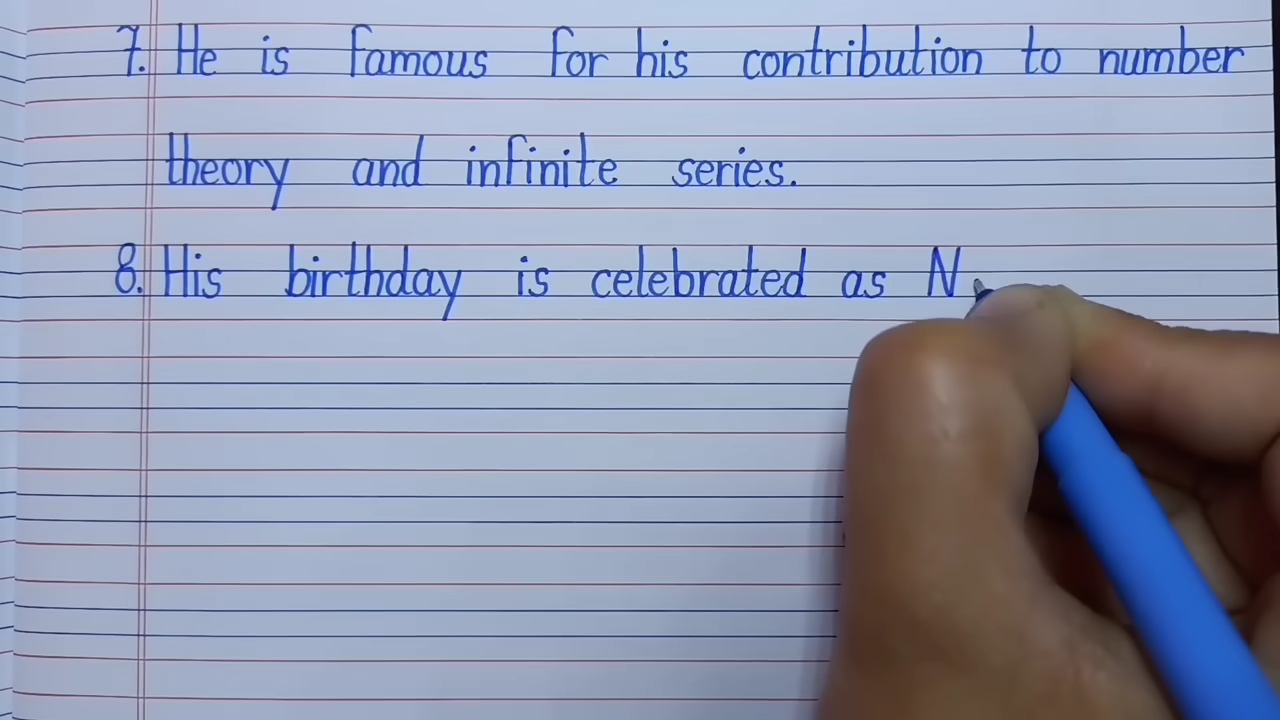 7. He is famous for his contribution to number
theory and infinite series.
8. His birthday is celebrated as N